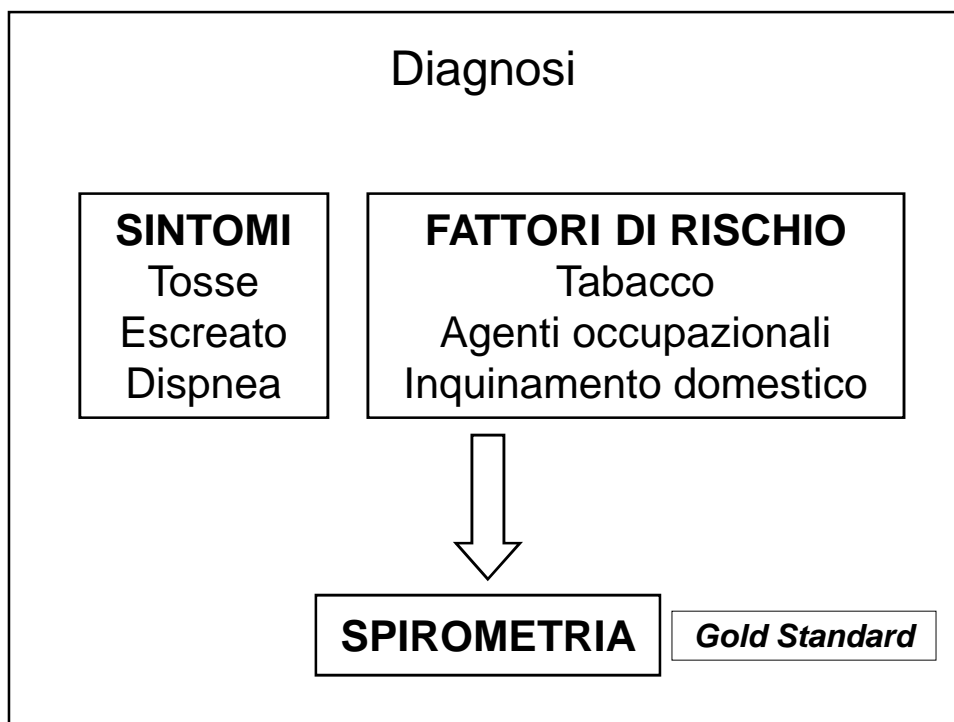 Diagnosi
SINTOMI
Tosse
Escreato
Dispnea
FATTORI DI RISCHIO
Tabacco
Agenti occupazionali
Inquinamento domestico
SPIROMETRIA
Gold Standard